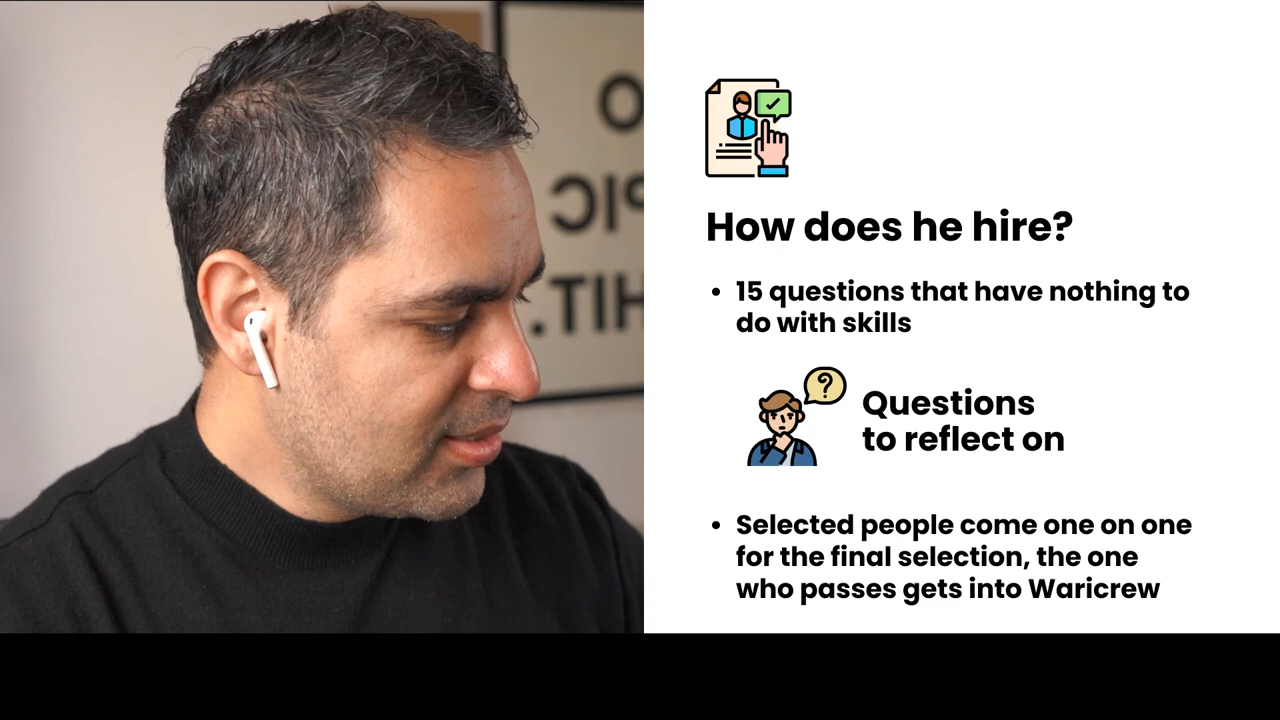 How does he hire?
• 15 questions that have nothing to
do with skills
?
Questions
to reflect on
• Selected people come one on one
for the final selection, the one
who passes gets into Waricrew